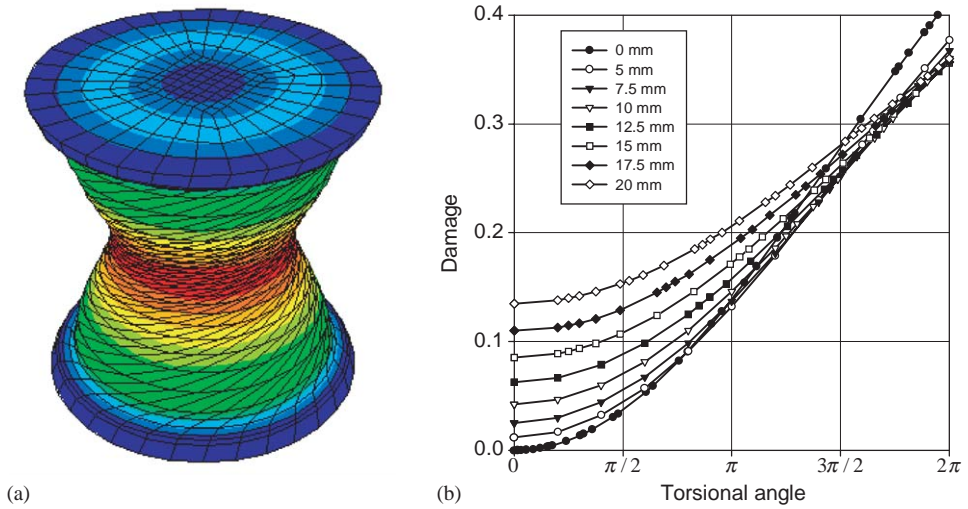 0.4
0 mm
5 mm
7.5 mm
10 mm
12.5 mm
15 mm
17.5 mm
20 mm
0.3
Damage
0.2
0.1
0.0
0 π / 2 π 3π / 2 2π
(a) (b) Torsional angle